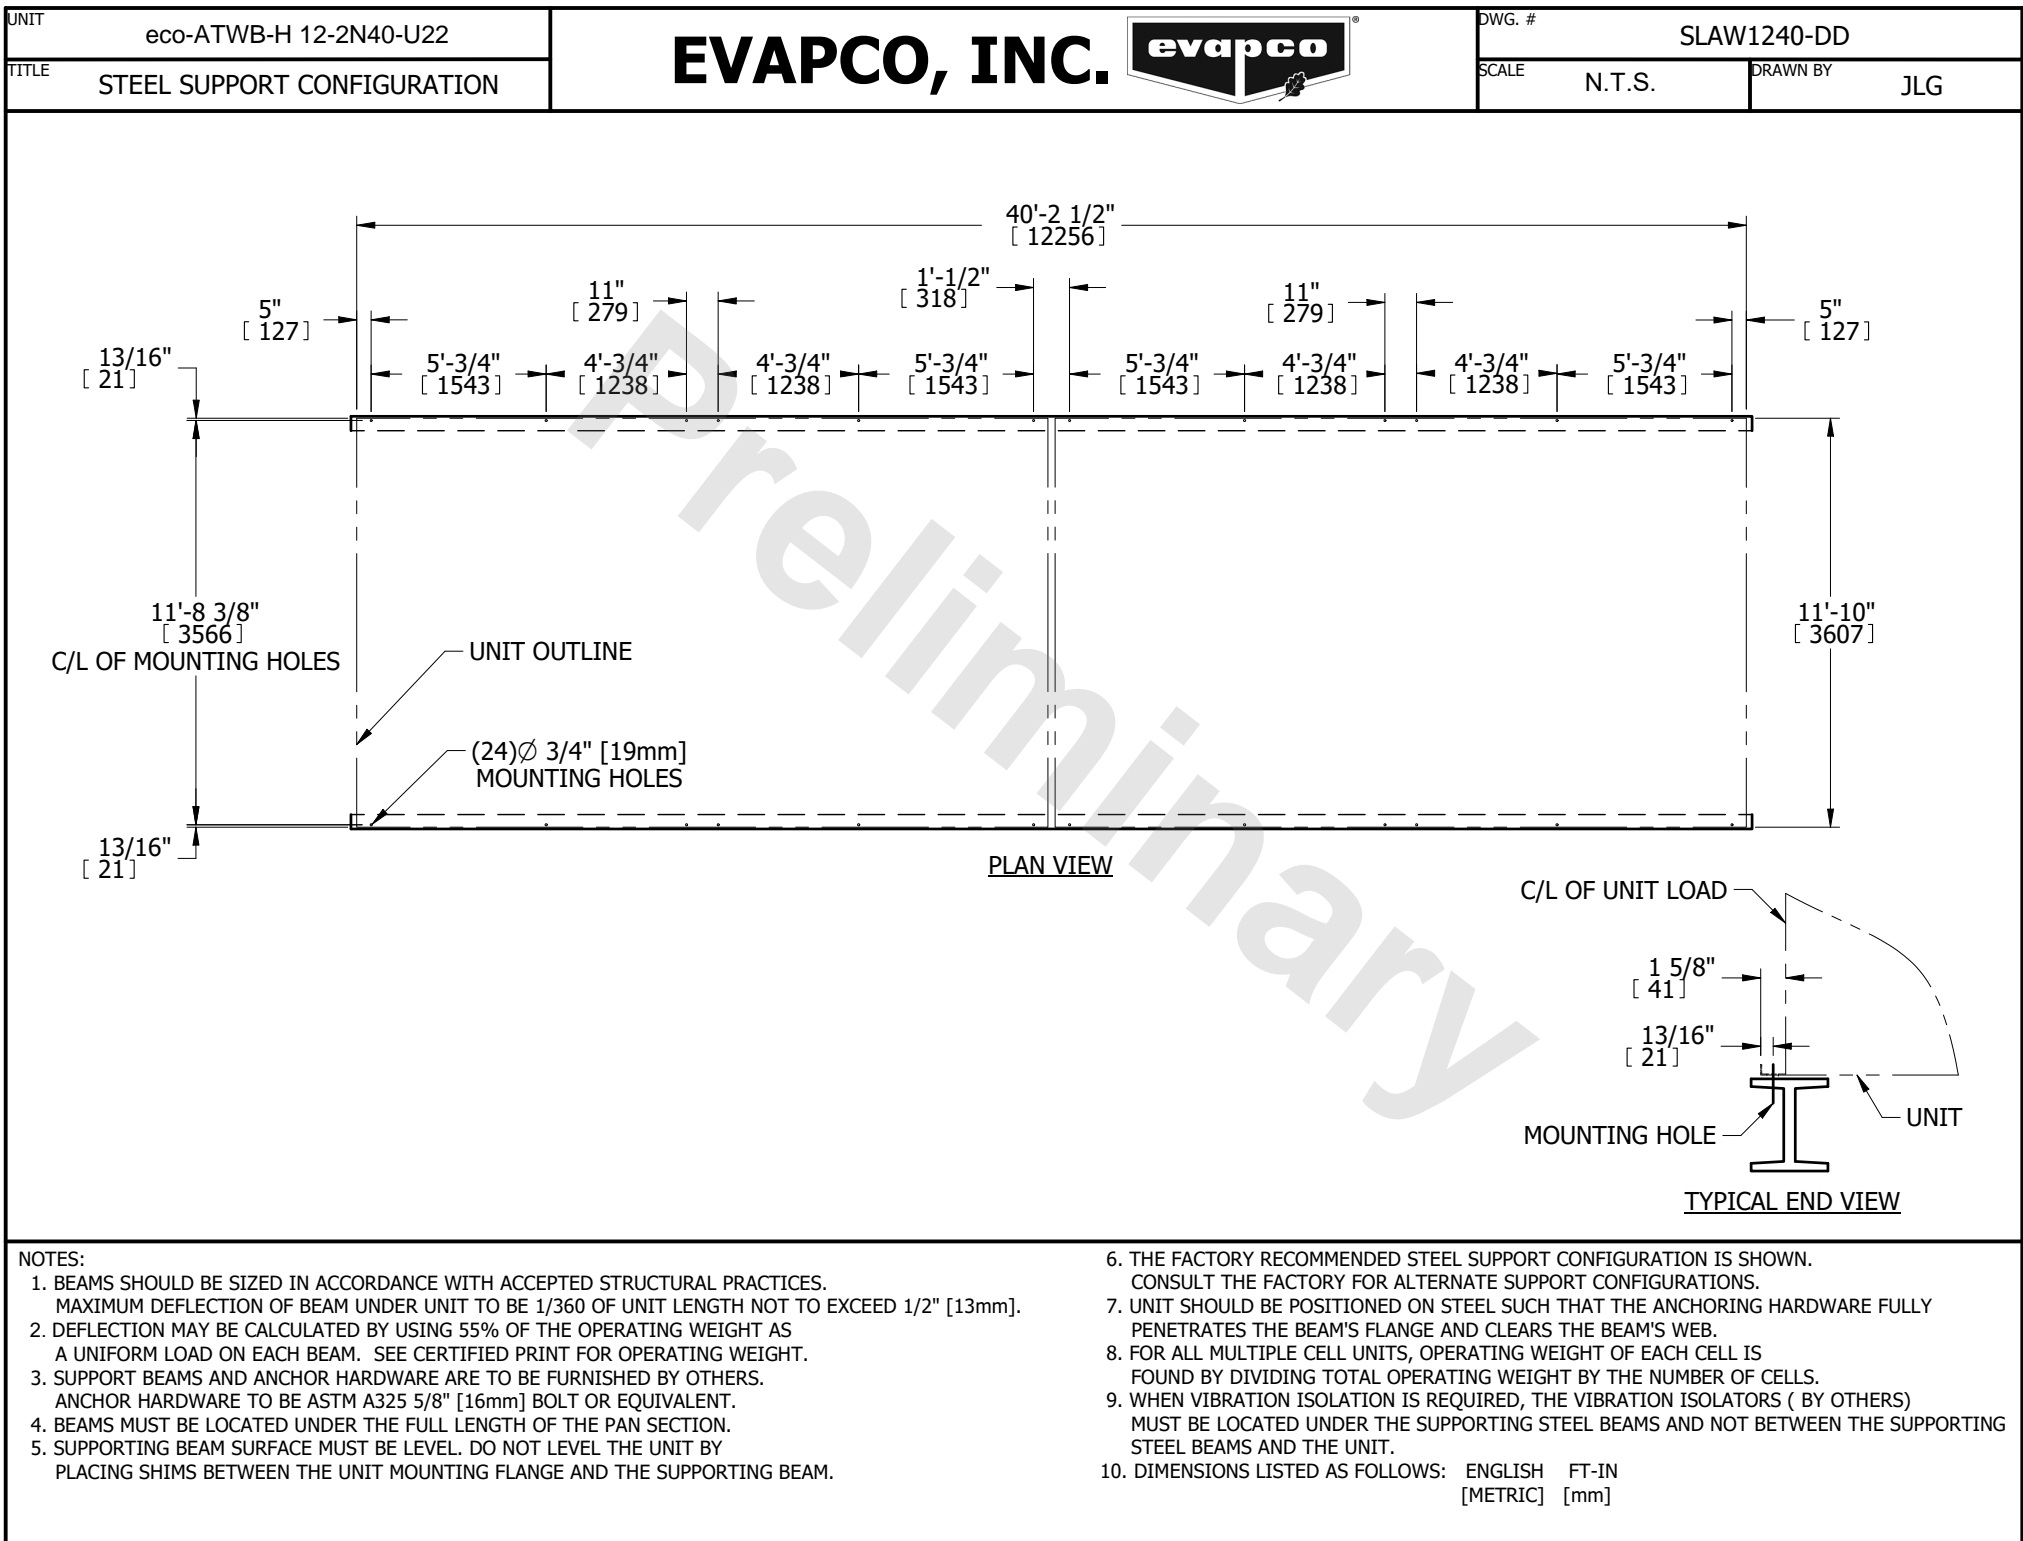 UNIT
eco-ATWB-H 12-2N40-U22
TITLE
STEEL SUPPORT CONFIGURATION
EVAPCO, INC.
evapco
®
DWG. #
SLAW1240-DD
SCALE
N.T.S.
DRAWN BY
JLG
40'-2 1/2"
[ 12256]
5"
[ 127]
11"
[ 279]
1'-1/2"
[ 318]
11"
[ 279]
5"
[ 127]
13/16"
[ 21]
5'-3/4"
[ 1543]
4'-3/4"
[ 1238]
4'-3/4"
[ 1238]
5'-3/4"
[ 1543]
5'-3/4"
[ 1543]
4'-3/4"
[ 1238]
4'-3/4"
[ 1238]
5'-3/4"
[ 1543]
11'-8 3/8"
[ 3566]
C/L OF MOUNTING HOLES
UNIT OUTLINE
11'-10"
[ 3607]
(24)Ø 3/4" [19mm]
MOUNTING HOLES
13/16"
[ 21]
PLAN VIEW
Preliminary
C/L OF UNIT LOAD
1 5/8"
[ 41]
13/16"
[ 21]
MOUNTING HOLE
UNIT
TYPICAL END VIEW
NOTES:
1. BEAMS SHOULD BE SIZED IN ACCORDANCE WITH ACCEPTED STRUCTURAL PRACTICES.
MAXIMUM DEFLECTION OF BEAM UNDER UNIT TO BE 1/360 OF UNIT LENGTH NOT TO EXCEED 1/2" [13mm].
2. DEFLECTION MAY BE CALCULATED BY USING 55% OF THE OPERATING WEIGHT AS
A UNIFORM LOAD ON EACH BEAM. SEE CERTIFIED PRINT FOR OPERATING WEIGHT.
3. SUPPORT BEAMS AND ANCHOR HARDWARE ARE TO BE FURNISHED BY OTHERS.
ANCHOR HARDWARE TO BE ASTM A325 5/8" [16mm] BOLT OR EQUIVALENT.
4. BEAMS MUST BE LOCATED UNDER THE FULL LENGTH OF THE PAN SECTION.
5. SUPPORTING BEAM SURFACE MUST BE LEVEL. DO NOT LEVEL THE UNIT BY
PLACING SHIMS BETWEEN THE UNIT MOUNTING FLANGE AND THE SUPPORTING BEAM.
6. THE FACTORY RECOMMENDED STEEL SUPPORT CONFIGURATION IS SHOWN.
CONSULT THE FACTORY FOR ALTERNATE SUPPORT CONFIGURATIONS.
7. UNIT SHOULD BE POSITIONED ON STEEL SUCH THAT THE ANCHORING HARDWARE FULLY
PENETRATES THE BEAM'S FLANGE AND CLEARS THE BEAM'S WEB.
8. FOR ALL MULTIPLE CELL UNITS, OPERATING WEIGHT OF EACH CELL IS
FOUND BY DIVIDING TOTAL OPERATING WEIGHT BY THE NUMBER OF CELLS.
9. WHEN VIBRATION ISOLATION IS REQUIRED, THE VIBRATION ISOLATORS ( BY OTHERS)
MUST BE LOCATED UNDER THE SUPPORTING STEEL BEAMS AND NOT BETWEEN THE SUPPORTING
STEEL BEAMS AND THE UNIT.
10. DIMENSIONS LISTED AS FOLLOWS: ENGLISH FT-IN
[METRIC] [mm]